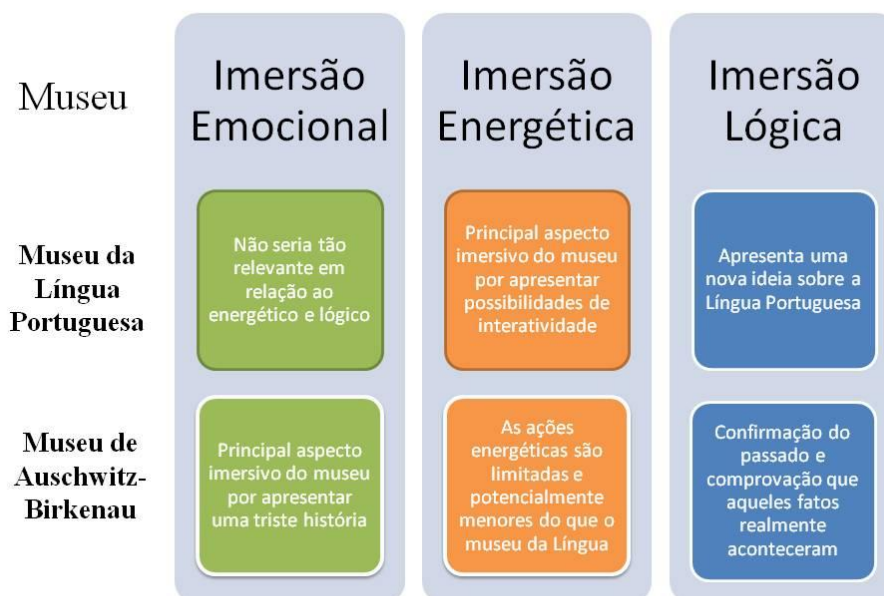 Museu
Imersão
Emocional
Imersão
Energética
Imersão
Lógica
Museu da
Língua
Portuguesa
Não seria tão
relevante em
relação ao
energético e lógico
Principal aspecto
imersivo do museu
por apresentar
possibilidades de
interatividade
Apresenta uma
nova ideia sobre a
Língua Portuguesa
Museu de
Auschwitz-
Birkenau
Principal aspecto
imersivo do museu
por apresentar
uma triste história
As ações
energéticas são
limitadas e
potencialmente
menores do que o
museu da Língua
Confirmação do
passado e
comprovação que
aqueles fatos
realmente
aconteceram